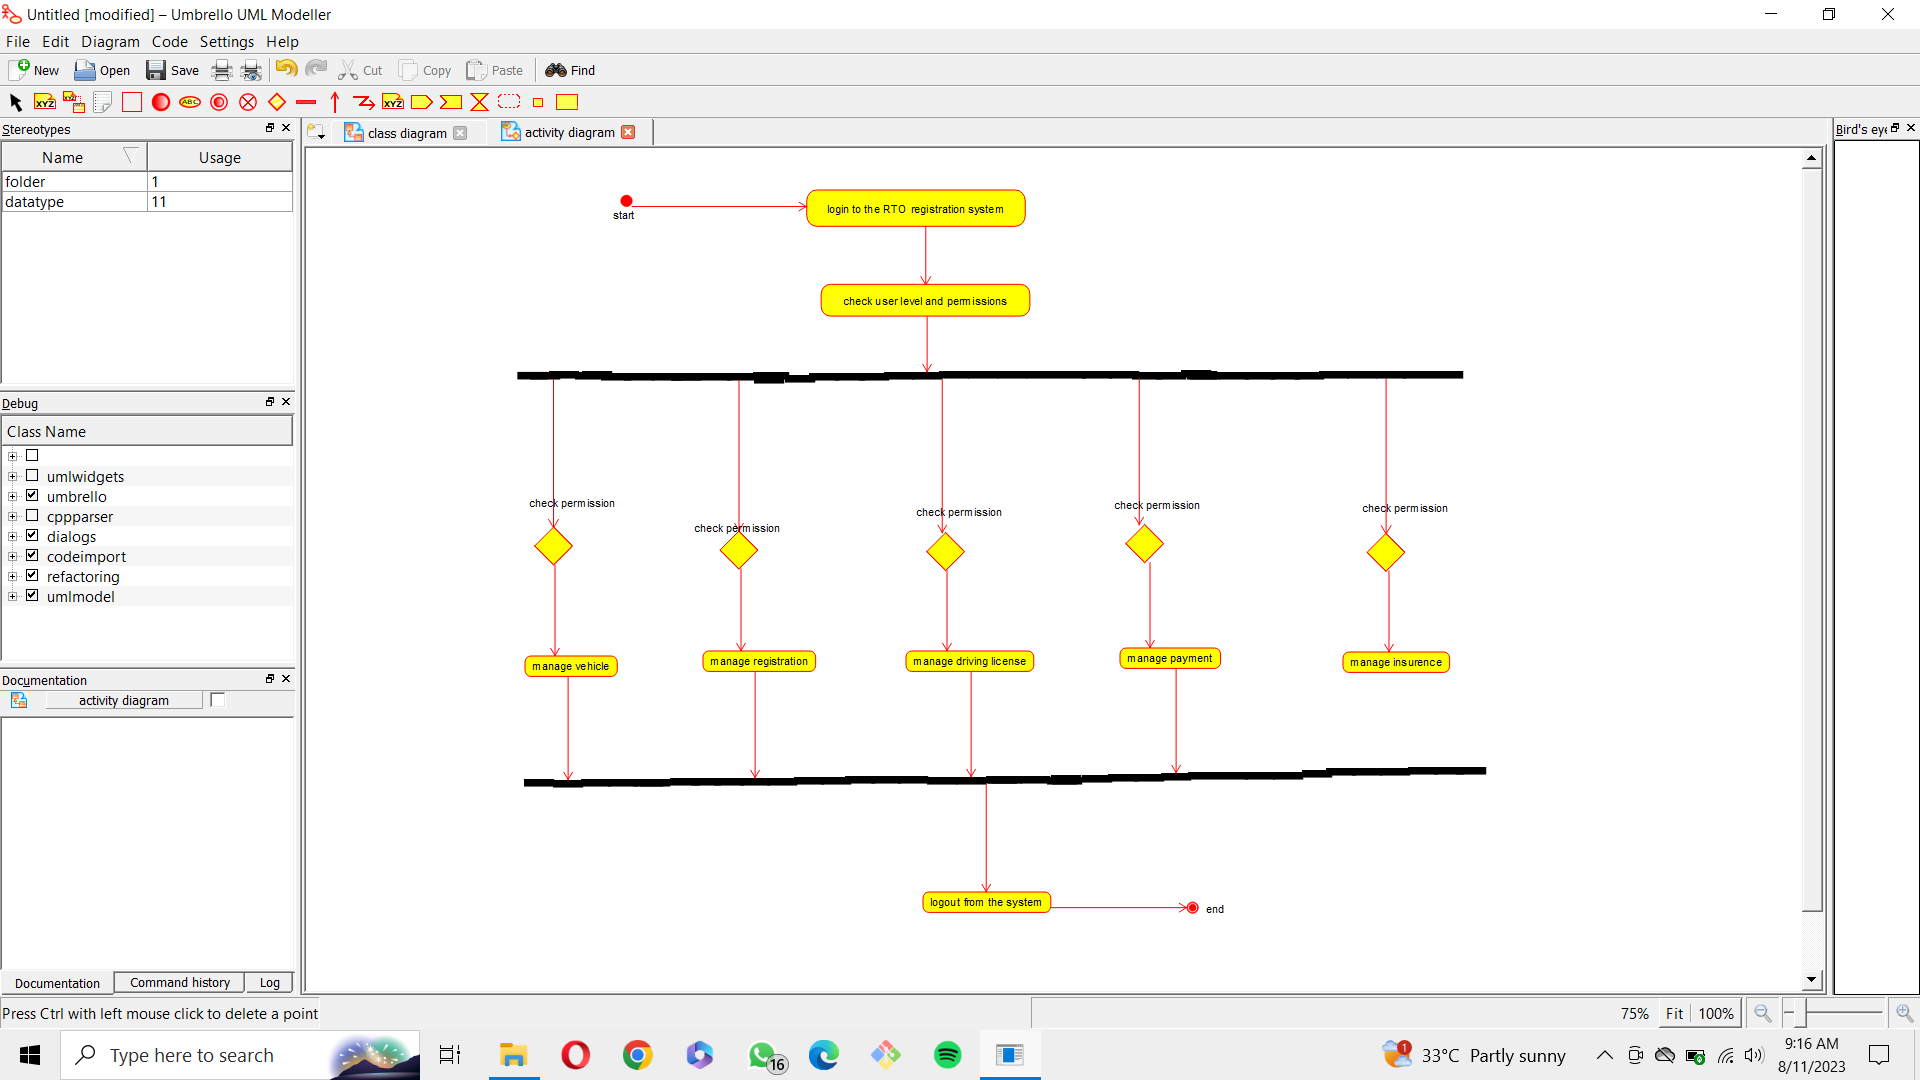 Untitled [modified] – Umbrello UML Modeller
File Edit Diagram Code Settings Help
New Open Save Cut Copy Paste Find
XYZ XYZ ABC XYZ
Stereotypes
Name Usage
folder 1
datatype 11
Debug
Class Name
umlwidgets
umbrello
cppparser
dialogs
codeimport
refactoring
umlmodel
Documentation
activity diagram
Documentation Command history Log
class diagram activity diagram
start
login to the RTO registration system
check user level and permissions
check permission
check permission
check permission
check permission
check permission
manage vehicle
manage registration
manage driving license
manage payment
manage insurence
logout from the system
end
Bird's eye
Press Ctrl with left mouse click to delete a point
75% Fit 100%
Type here to search
16
1
33°C Partly sunny
9:16 AM
8/11/2023